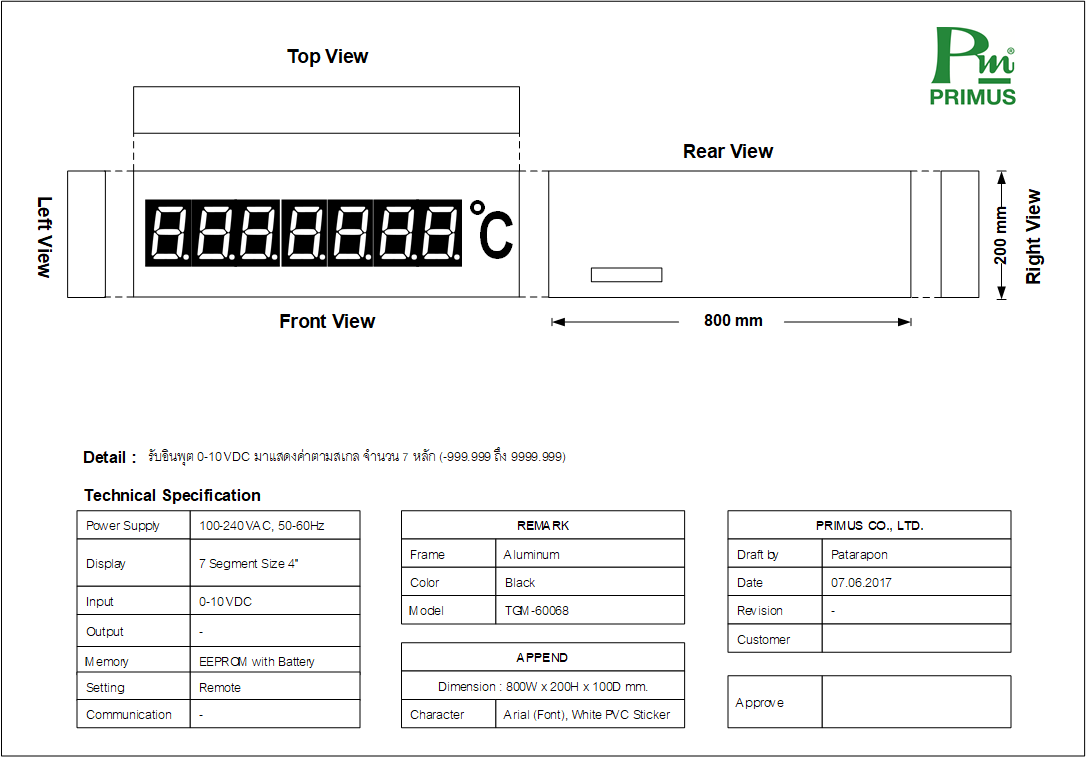 Top View
Pm®
PRIMUS
Rear View
Left View
8.8.8.8.8.8.8. °C
200 mm
Right View
Front View
800 mm
Detail : รับอินพุต 0-10VDC มาแสดงค่าตามสเกล จำนวน 7 หลัก (-999.999 ถึง 9999.999)
Technical Specification
Power Supply 100-240VAC, 50-60Hz
Display 7 Segment Size 4"
Input 0-10VDC
Output -
Memory EEPROM with Battery
Setting Remote
Communication -
REMARK
Frame Aluminum
Color Black
Model TGM-60068
APPEND
Dimension : 800W x 200H x 100D mm.
Character Arial (Font), White PVC Sticker
PRIMUS CO., LTD.
Draft by Patarapon
Date 07.06.2017
Revision -
Customer
Approve